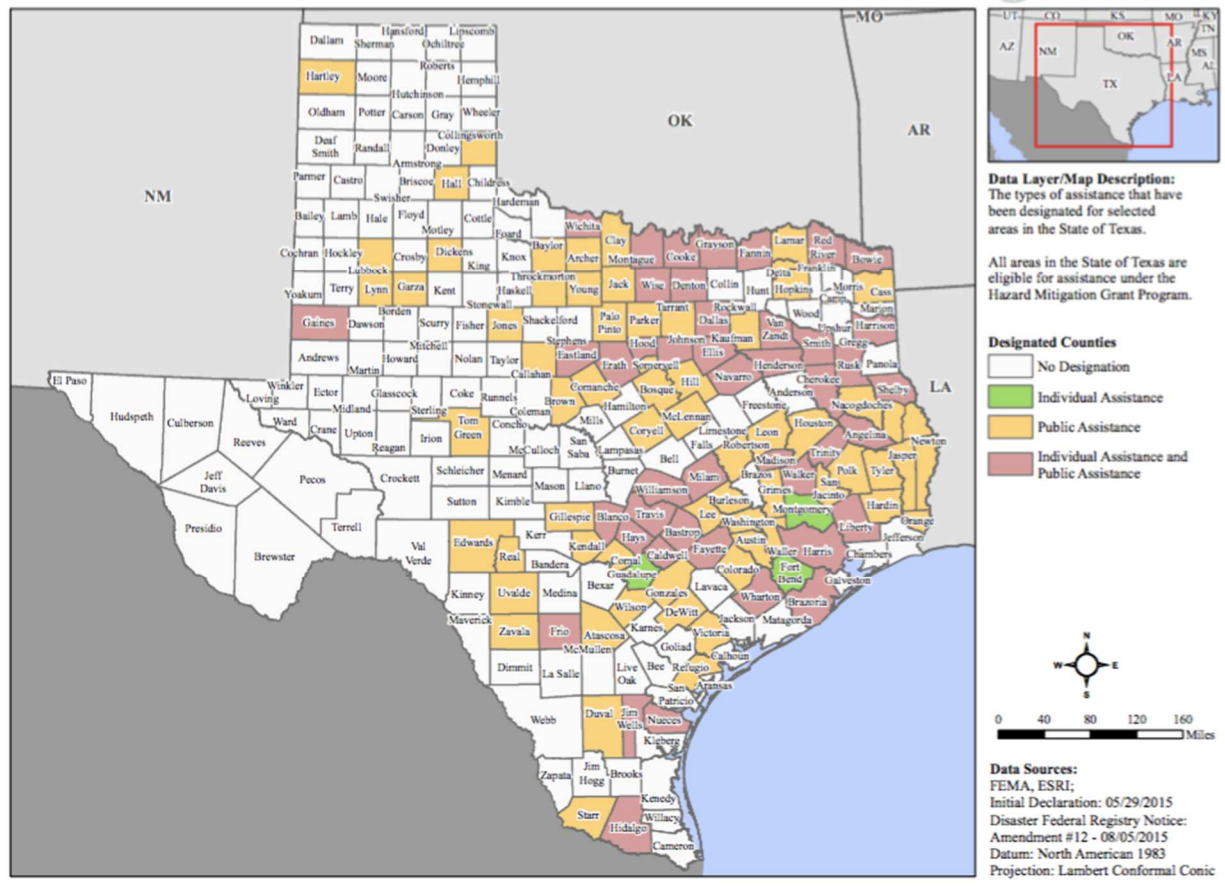 MO
UT
CO
KS
MO
KY
TN
AZ
NM
OK
AR
MS
AL
TX
LA
NM
OK
AR
LA
Dallam
Sherman
Hansford
Ochiltree
Lipscomb
Hartley
Moore
Roberts
Hemphill
Hutchinson
Oldham
Potter
Carson
Gray
Wheeler
Collingsworth
Deaf
Smith
Randall
Donley
Armstrong
Parmer
Castro
Briscoe
Hall
Childress
Swisher
Hardeman
Bailey
Lamb
Hale
Floyd
Motley
Cottle
Foard
Wichita
Clay
Montague
Cooke
Grayson
Fannin
Lamar
Red
River
Bowie
Cochran
Hockley
Lubbock
Crosby
Dickens
King
Knox
Baylor
Archer
Throckmorton
Young
Jack
Wise
Denton
Collin
Hunt
Delta
Hopkins
Franklin
Morris
Camp
Cass
Marion
Yoakum
Terry
Lynn
Garza
Kent
Haskell
Stonewall
Gaines
Dawson
Borden
Scurry
Fisher
Jones
Shackelford
Stephens
Palo
Pinto
Parker
Tarrant
Dallas
Rockwall
Kaufman
Van
Zandt
Wood
Upshur
Gregg
Harrison
Smith
Rusk
Panola
Andrews
Martin
Howard
Mitchell
Nolan
Taylor
Callahan
Eastland
Erath
Hood
Somervell
Johnson
Ellis
Navarro
Henderson
Cherokee
Anderson
Shelby
El Paso
Hudspeth
Culberson
Reeves
Loving
Winkler
Ward
Ector
Crane
Midland
Upton
Glasscock
Reagan
Sterling
Irion
Coke
Tom
Green
Runnels
Concho
Coleman
Brown
Comanche
Mills
Hamilton
Bosque
Hill
McLennan
Coryell
Lampasas
Limestone
Falls
Freestone
Leon
Robertson
Houston
Nacogdoches
Angelina
Trinity
Newton
Jasper
Tyler
Polk
San
Jacinto
Walker
Madison
Brazos
Grimes
Montgomery
Hardin
Orange
Liberty
Jefferson
Chambers
Jeff
Davis
Pecos
Presidio
Brewster
Terrell
Crockett
Schleicher
Sutton
Val
Verde
Menard
Kimble
McCulloch
San
Saba
Mason
Llano
Burnet
Bell
Milam
Williamson
Travis
Burleson
Lee
Washington
Bastrop
Gillespie
Blanco
Hays
Kerr
Kendall
Comal
Caldwell
Fayette
Austin
Waller
Harris
Colorado
Fort
Bend
Galveston
Brazoria
Wharton
Matagorda
Edwards
Real
Bandera
Bexar
Guadalupe
Gonzales
Lavaca
Jackson
Kinney
Uvalde
Medina
Wilson
DeWitt
Karnes
Victoria
Calhoun
Maverick
Zavala
Frio
Atascosa
McMullen
Goliad
Bee
Refugio
Aransas
San
Patricio
Live
Oak
Dimmit
La Salle
Webb
Duval
Jim
Wells
Nueces
Kleberg
Zapata
Jim
Hogg
Brooks
Kenedy
Starr
Hidalgo
Willacy
Cameron
Data Layer/Map Description:
The types of assistance that have
been designated for selected
areas in the State of Texas.
All areas in the State of Texas are
eligible for assistance under the
Hazard Mitigation Grant Program.
Designated Counties
No Designation
Individual Assistance
Public Assistance
Individual Assistance and
Public Assistance
N
W
E
S
0 40 80 120 160
Miles
Data Sources:
FEMA, ESRI;
Initial Declaration: 05/29/2015
Disaster Federal Registry Notice:
Amendment #12 - 08/05/2015
Datum: North American 1983
Projection: Lambert Conformal Conic